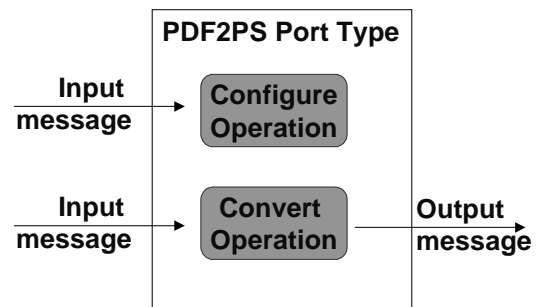 PDF2PS Port Type
Input
message
Configure
Operation
Input
message
Convert
Operation
Output
message